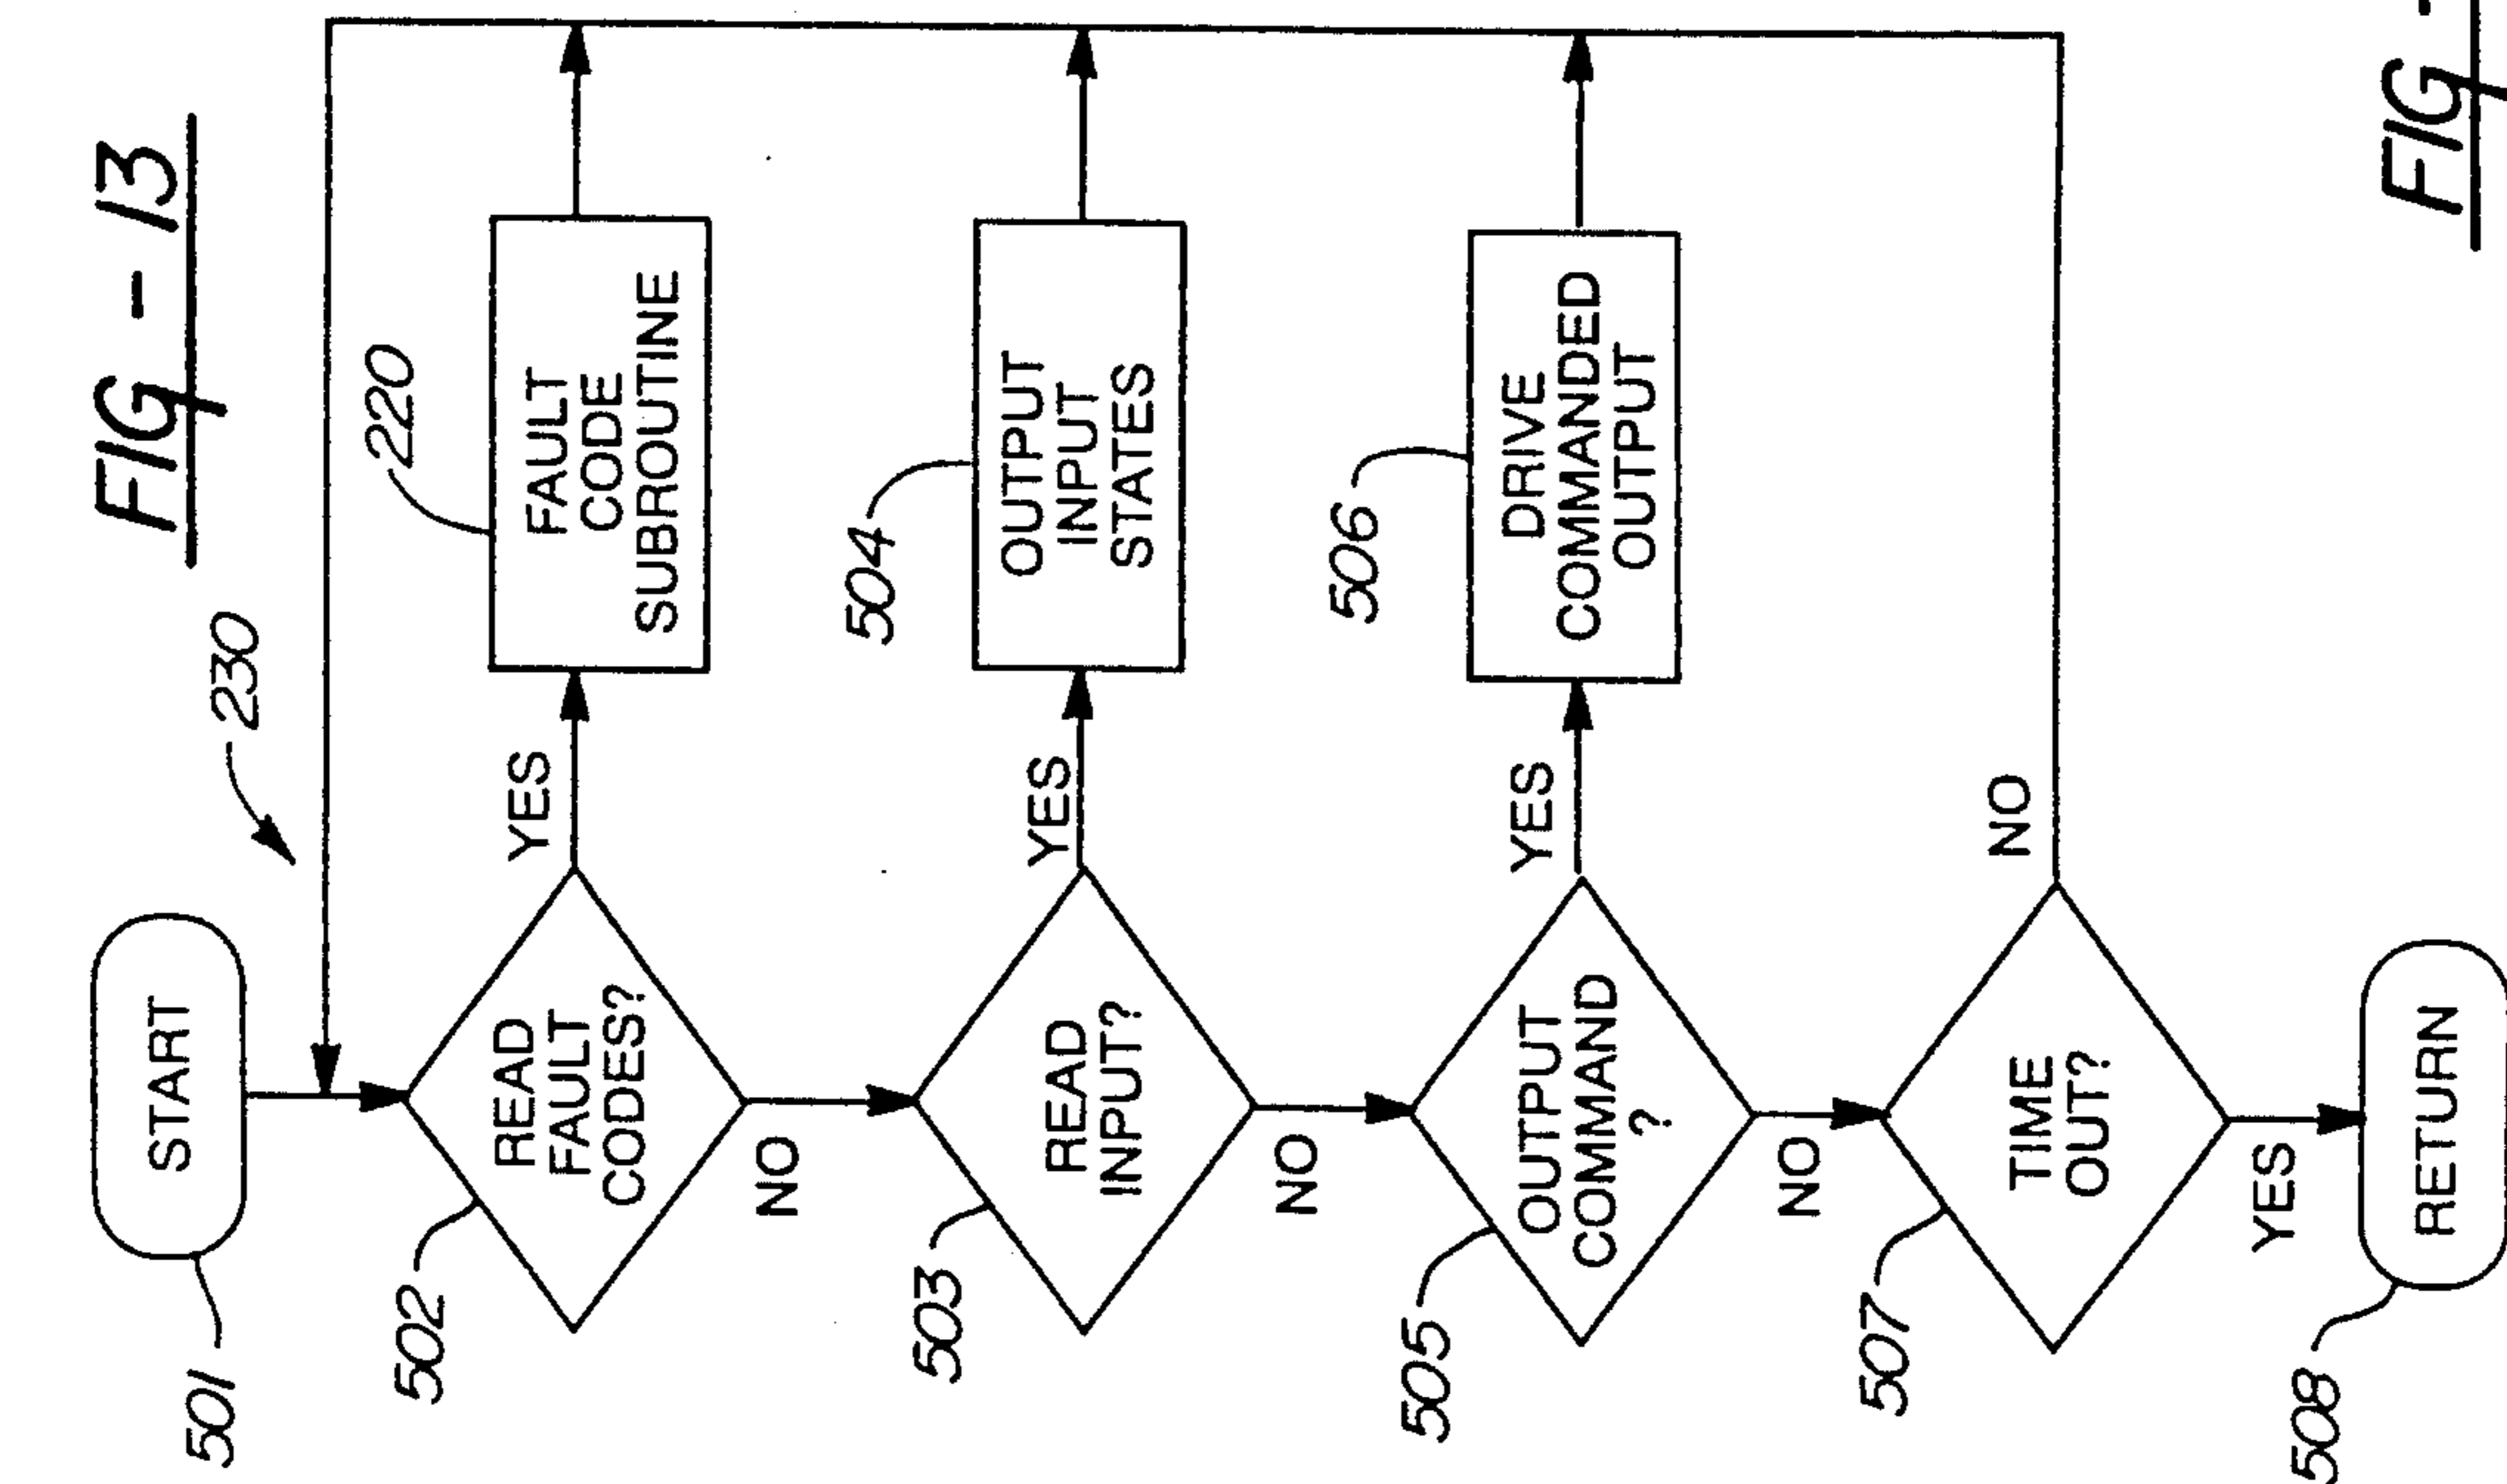 FIG - 13
230
501
START
502
READ
FAULT
CODES?
YES
220
FAULT
CODE
SUBROUTINE
NO
503
READ
INPUT?
YES
504
OUTPUT
INPUT
STATES
NO
505
OUTPUT
COMMAND
?
YES
506
DRIVE
COMMANDED
OUTPUT
NO
507
TIME
OUT?
NO
YES
508
RETURN
FIG -